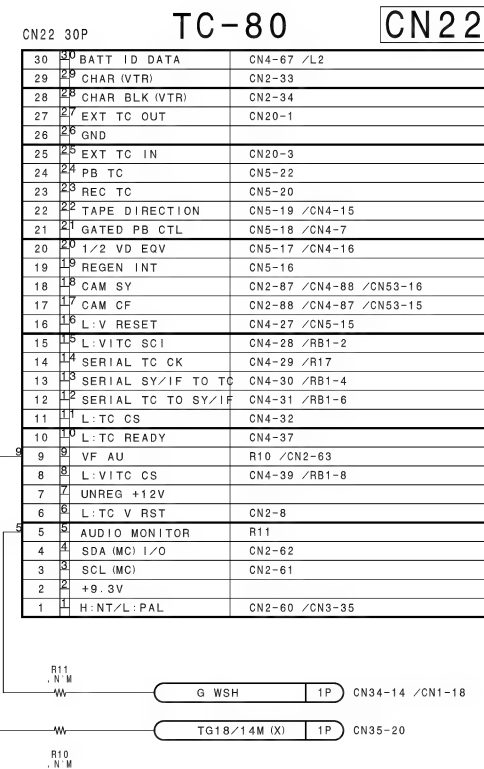 CN22 30P TC-80 CN22
30 30 BATT ID DATA CN4-67 /L2
29 29 CHAR (VTR) CN2-33
28 28 CHAR BLK (VTR) CN2-34
27 27 EXT TC OUT CN20-1
26 26 GND
25 25 EXT TC IN CN20-3
24 24 PB TC CN5-22
23 23 REC TC CN5-20
22 22 TAPE DIRECTION CN5-19 /CN4-15
21 21 GATED PB CTL CN5-18 /CN4-7
20 20 1/2 VD EQV CN5-17 /CN4-16
19 19 REGEN INT CN5-16
18 18 CAM SY CN2-87 /CN4-88 /CN53-16
17 17 CAM CF CN2-88 /CN4-87 /CN53-15
16 16 L:V RESET CN4-27 /CN5-15
15 15 L:VITC SCI CN4-28 /RB1-2
14 14 SERIAL TC CK CN4-29 /R17
13 13 SERIAL SY/IF TO TC CN4-30 /RB1-4
12 12 SERIAL TC TO SY/IF CN4-31 /RB1-6
11 11 L:TC CS CN4-32
10 10 L:TC READY CN4-37
9 9 9 VF AU R10 /CN2-63
8 8 L:VITC CS CN4-39 /RB1-8
7 7 UNREG +12V
6 6 L:TC V RST CN2-8
5 5 5 AUDIO MONITOR R11
4 4 SDA (MC) I/O CN2-62
3 3 SCL (MC) CN2-61
2 2 +9.3V
1 1 H:NT/L:PAL CN2-60 /CN3-35
R11
,N'M
G WSH 1P CN34-14 /CN1-18
TG18/14M (X) 1P CN35-20
R10
,N'M